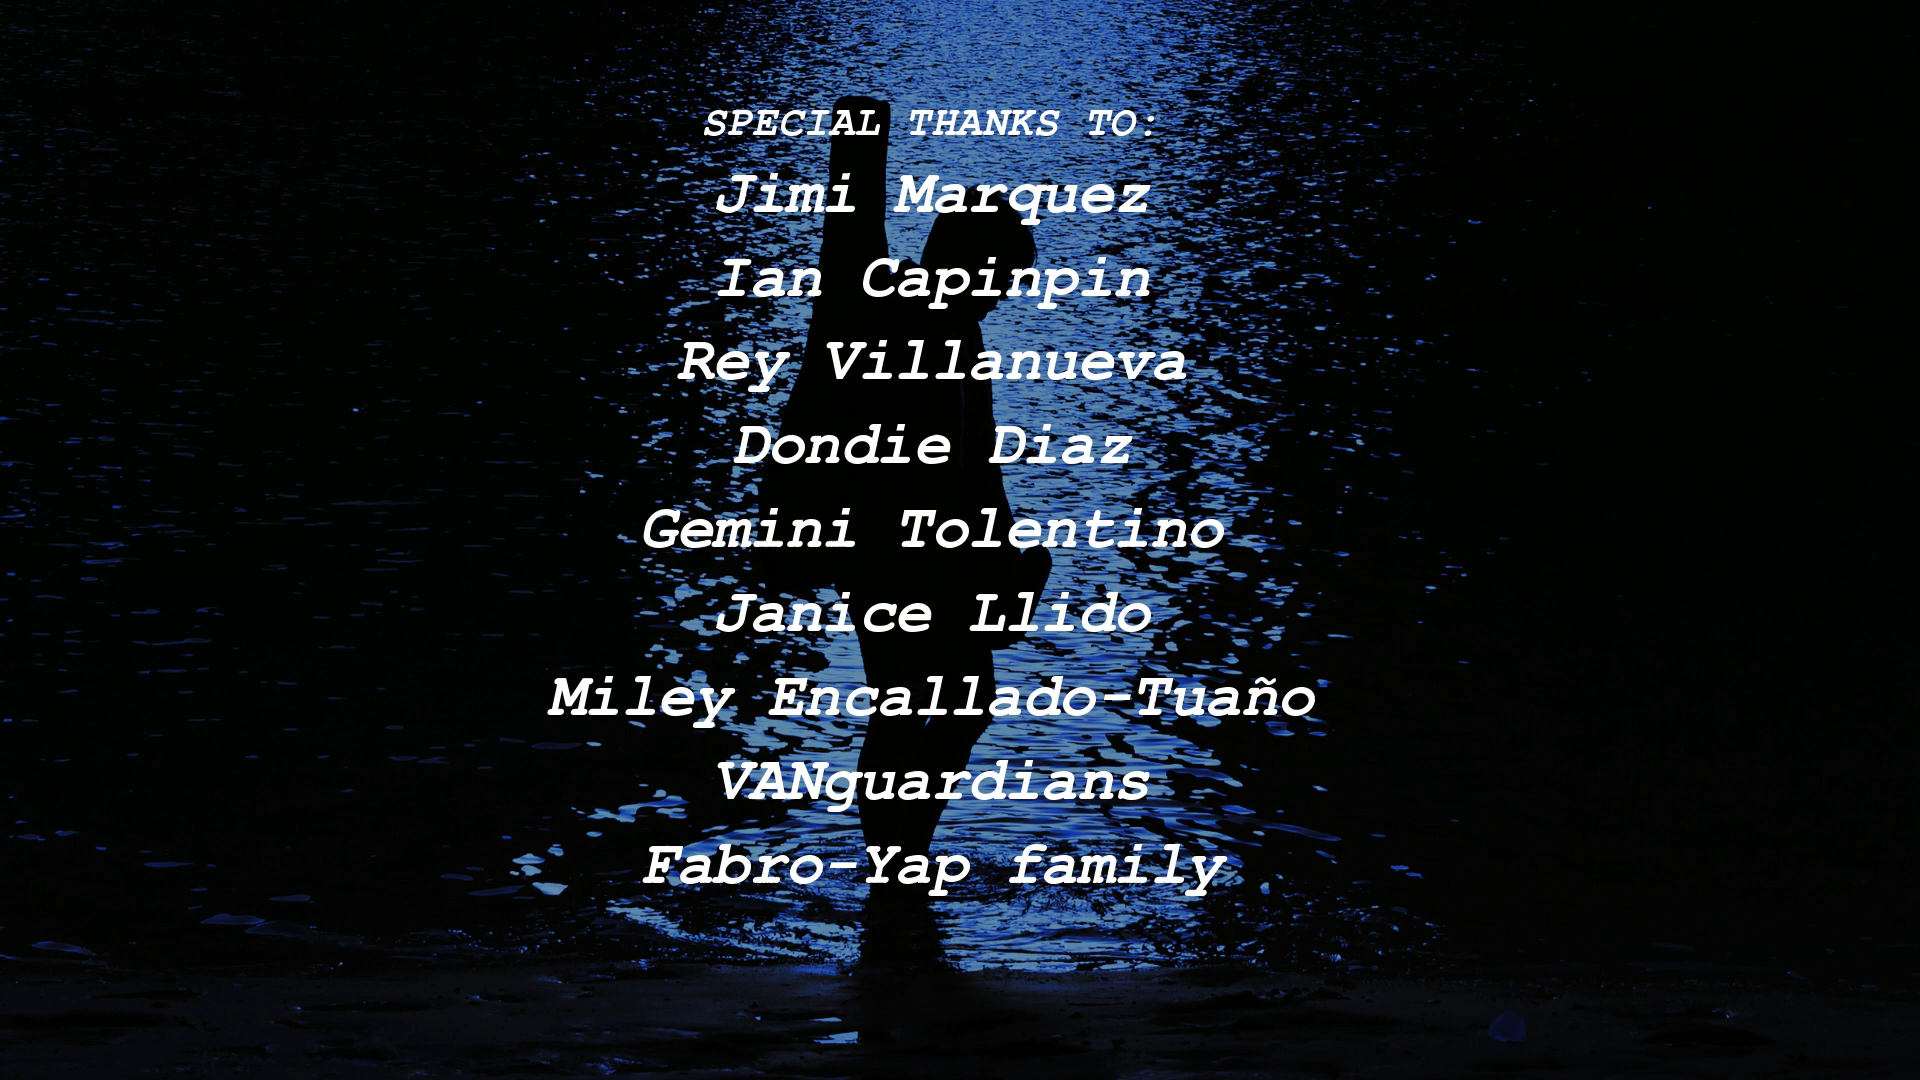 SPECIAL THANKS TO:
Jimi Marquez
Ian Capinpin
Rey Villanueva
Dondie Diaz
Gemini Tolentino
Janice Llido
Miley Encallado-Tuaño
VANguardians
Fabro-Yap family